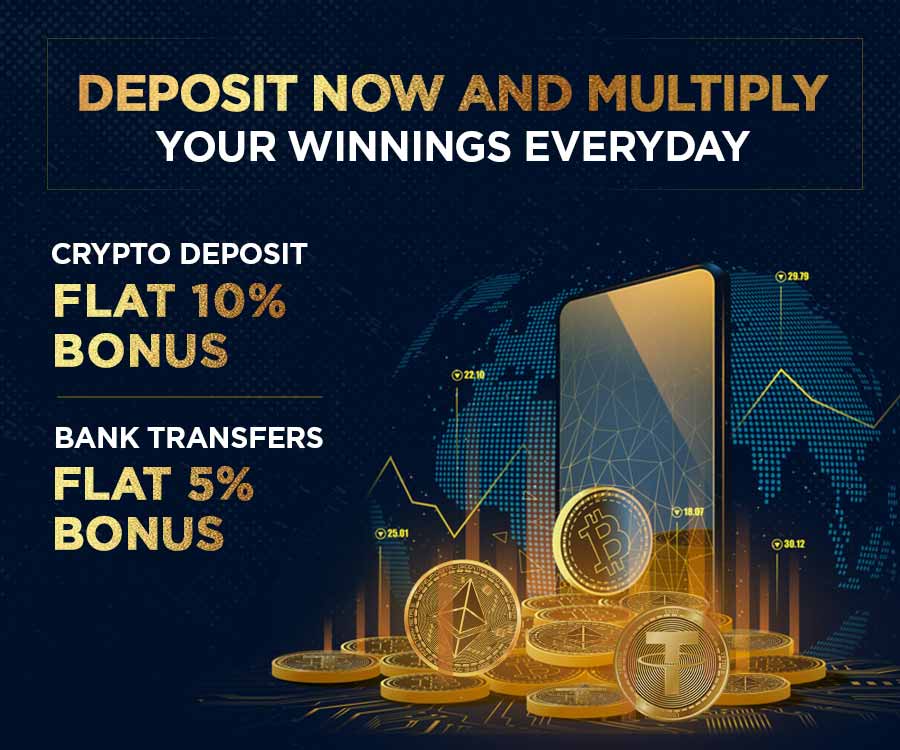 DEPOSIT NOW AND MULTIPLY
YOUR WINNINGS EVERYDAY
CRYPTO DEPOSIT
FLAT 10%
BONUS
BANK TRANSFERS
FLAT 5%
BONUS
29.79
22.10
18.07
25.01
30.12